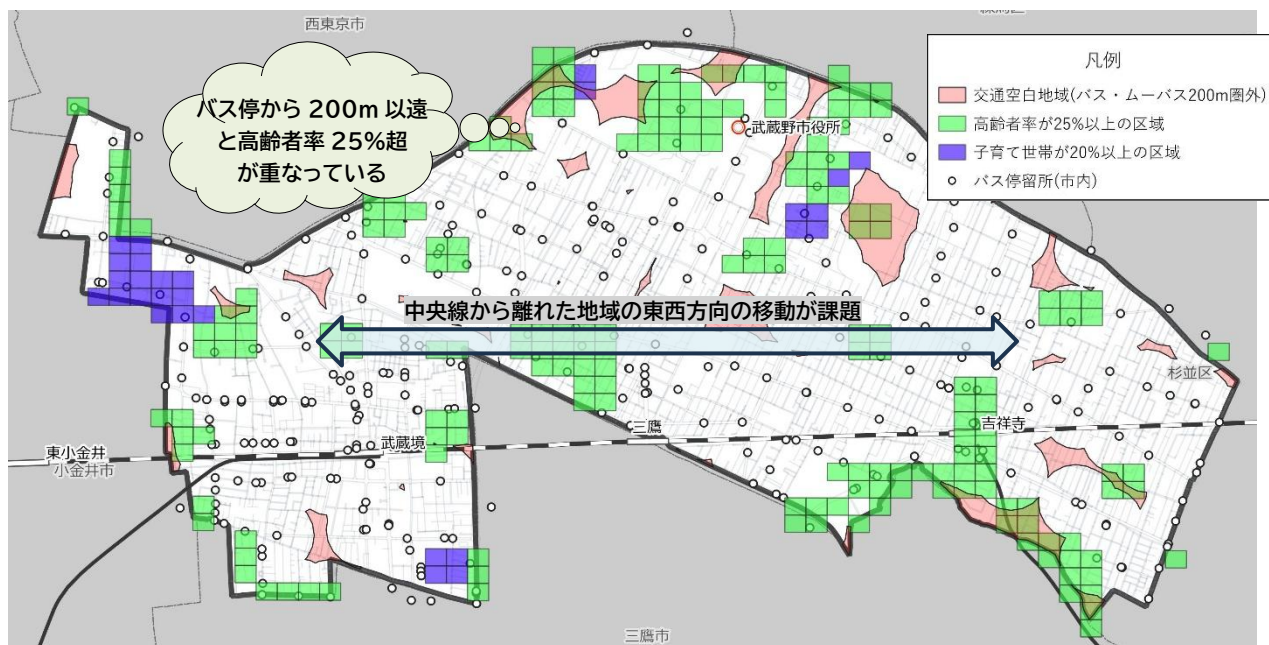 西東京市
練馬区
バス停から 200m 以遠
と高齢者率 25%超
が重なっている
凡例
交通空白地域(バス・ムーバス200m圏外)
高齢者率が25%以上の区域
子育て世帯が20%以上の区域
バス停留所(市内)
武蔵野市役所
中央線から離れた地域の東西方向の移動が課題
杉並区
吉祥寺
三鷹
武蔵境
東小金井
小金井市
三鷹市